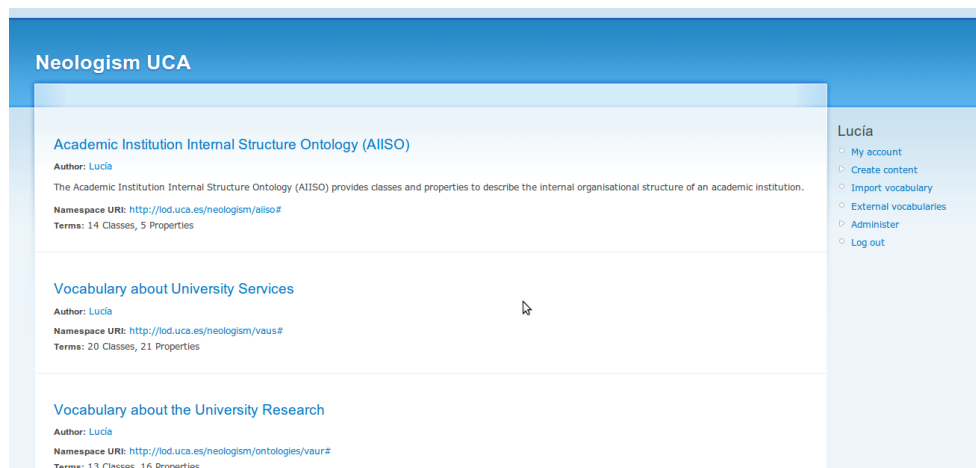 Neologism UCA
Academic Institution Internal Structure Ontology (AIISO)
Author: Lucía
The Academic Institution Internal Structure Ontology (AIISO) provides classes and properties to describe the internal organisational structure of an academic institution.
Namespace URI: http://lod.uca.es/neologism/aiiso#
Terms: 14 Classes, 5 Properties
Vocabulary about University Services
Author: Lucía
Namespace URI: http://lod.uca.es/neologism/vaus#
Terms: 20 Classes, 21 Properties
Vocabulary about the University Research
Author: Lucía
Namespace URI: http://lod.uca.es/neologism/ontologies/vaur#
Terms: 13 Classes, 16 Properties
Lucía
My account
Create content
Import vocabulary
External vocabularies
Administer
Log out